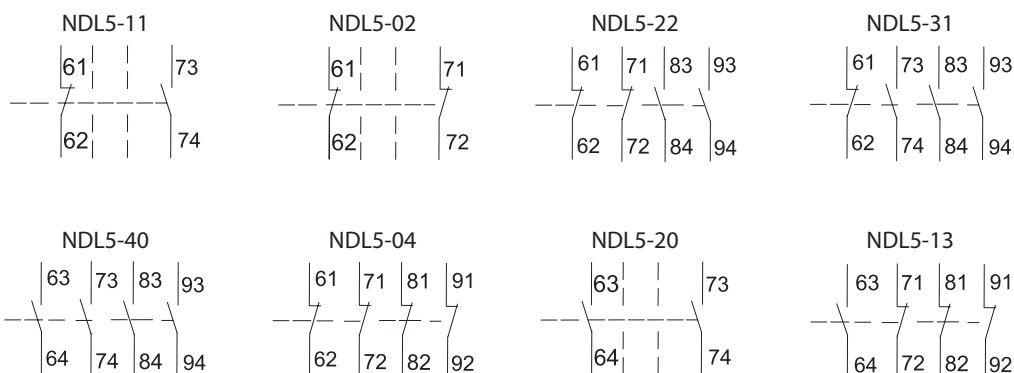 NDL5-11 NDL5-02 NDL5-22 NDL5-31
61 73 61 71 61 71 83 93 61 73 83 93
62 74 62 72 62 72 84 94 62 74 84 94
NDL5-40 NDL5-04 NDL5-20 NDL5-13
63 73 83 93 61 71 81 91 63 73 63 71 81 91
64 74 84 94 62 72 82 92 64 74 64 72 82 92